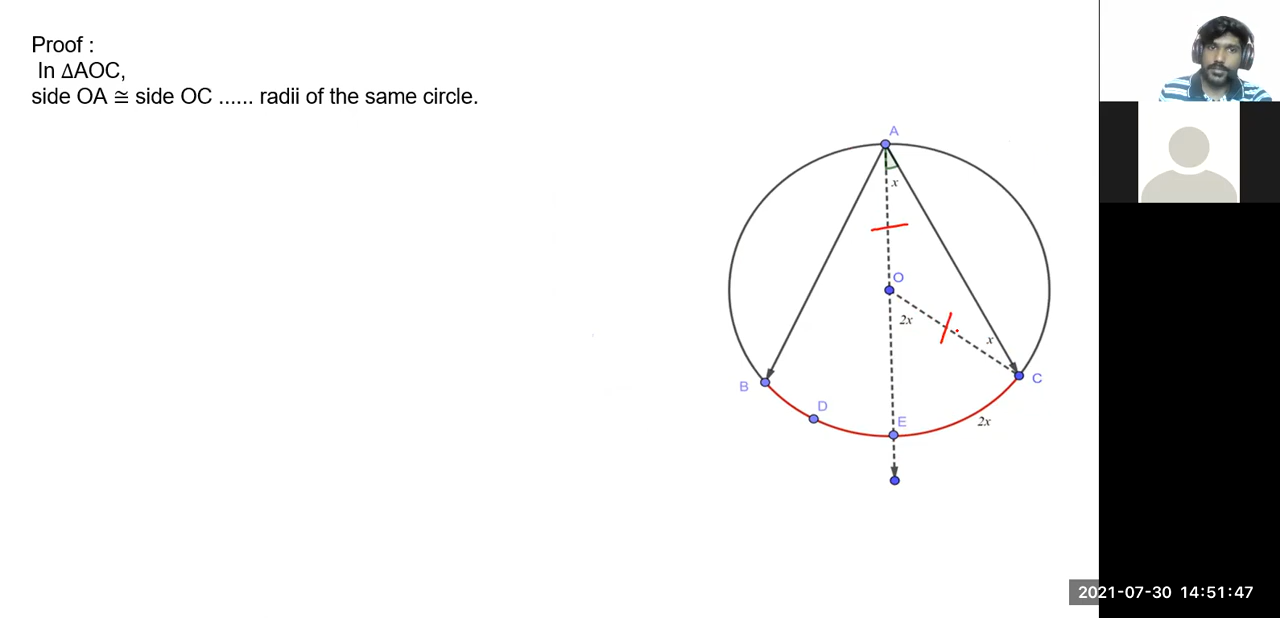 Proof :
In ΔAOC,
side OA ≅ side OC ...... radii of the same circle.
A
x
O
2x
x
B
C
D
E
2x
2021-07-30 14:51:47